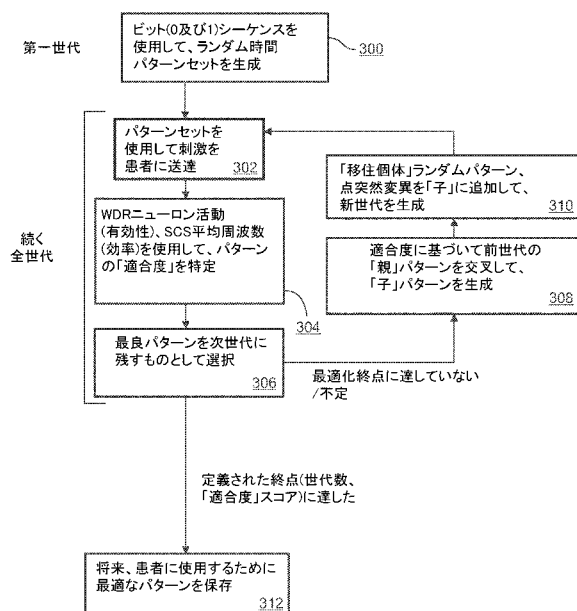 第一世代
ビット(0及び1)シーケンスを
使用して、ランダム時間
パターンセットを生成
300
続く
全世代
パターンセットを
使用して刺激を
患者に送達
302
WDRニューロン活動
(有効性)、SCS平均周波数
(効率)を使用して、パターン
の「適合度」を特定
304
最良パターンを次世代に
残すものとして選択
306
「移住個体」ランダムパターン、
点突然変異を「子」に追加して、
新世代を生成
310
適合度に基づいて前世代の
「親」パターンを交叉して、
「子」パターンを生成
308
最適化終点に達していない
/不定
定義された終点(世代数、
「適合度」スコア)に達した
将来、患者に使用するために
最適なパターンを保存
312